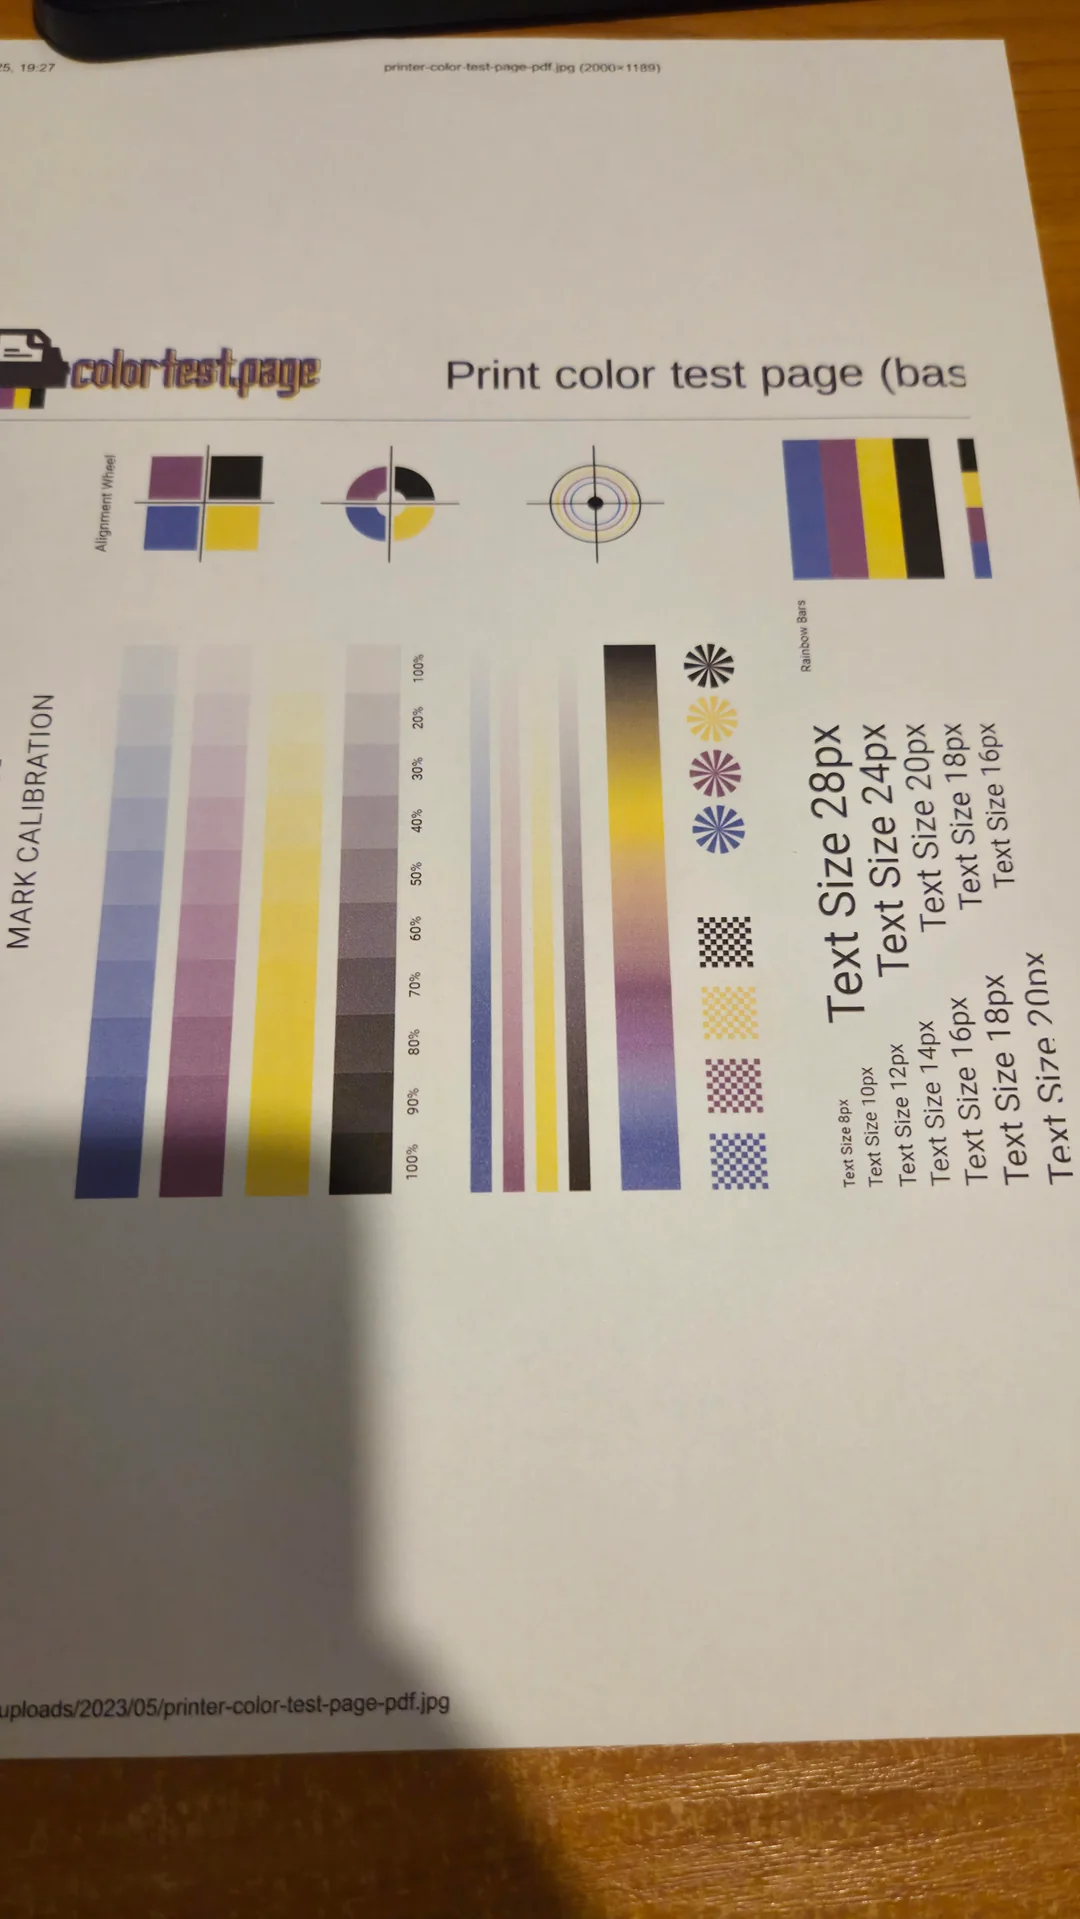 25, 19:27
printer-color-test-page-pdf.jpg (2000×1189)
colortest.page
Print color test page (bas
Alignment Wheel
MARK CALIBRATION
100%
20%
30%
40%
50%
60%
70%
80%
90%
100%
Rainbow Bars
Text Size 28px
Text Size 24px
Text Size 20px
Text Size 18px
Text Size 16px
Text Size 8px
Text Size 10px
Text Size 12px
Text Size 14px
Text Size 16px
Text Size 18px
Text Size 20px
uploads/2023/05/printer-color-test-page-pdf.jpg